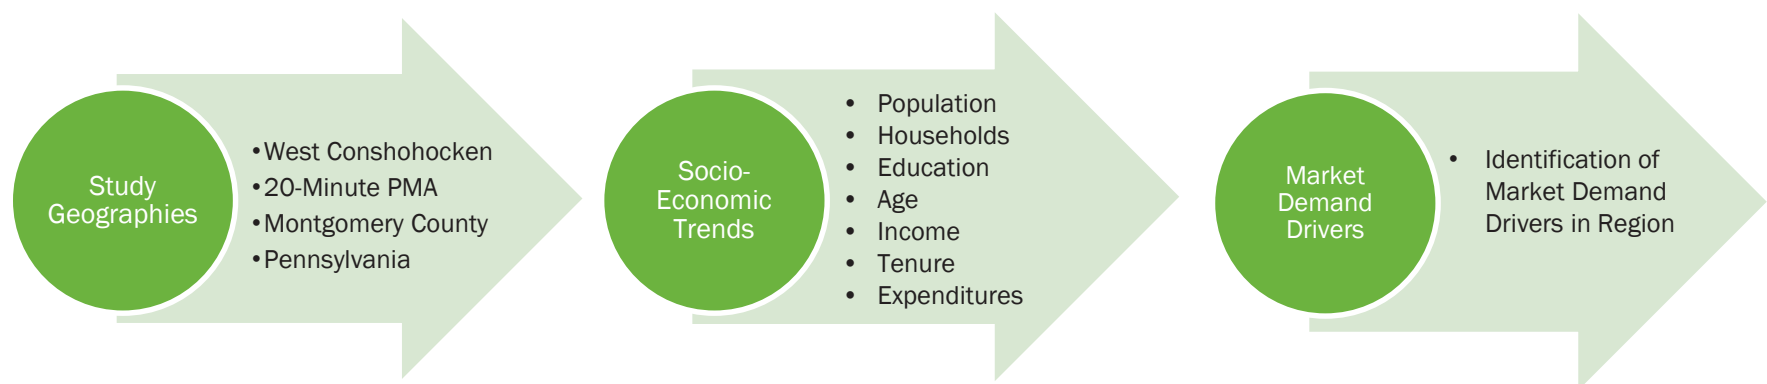 Study
Geographies
•West Conshohocken
•20-Minute PMA
•Montgomery County
•Pennsylvania
Socio-
Economic
Trends
• Population
• Households
• Education
• Age
• Income
• Tenure
• Expenditures
Market
Demand
Drivers
• Identification of
Market Demand
Drivers in Region